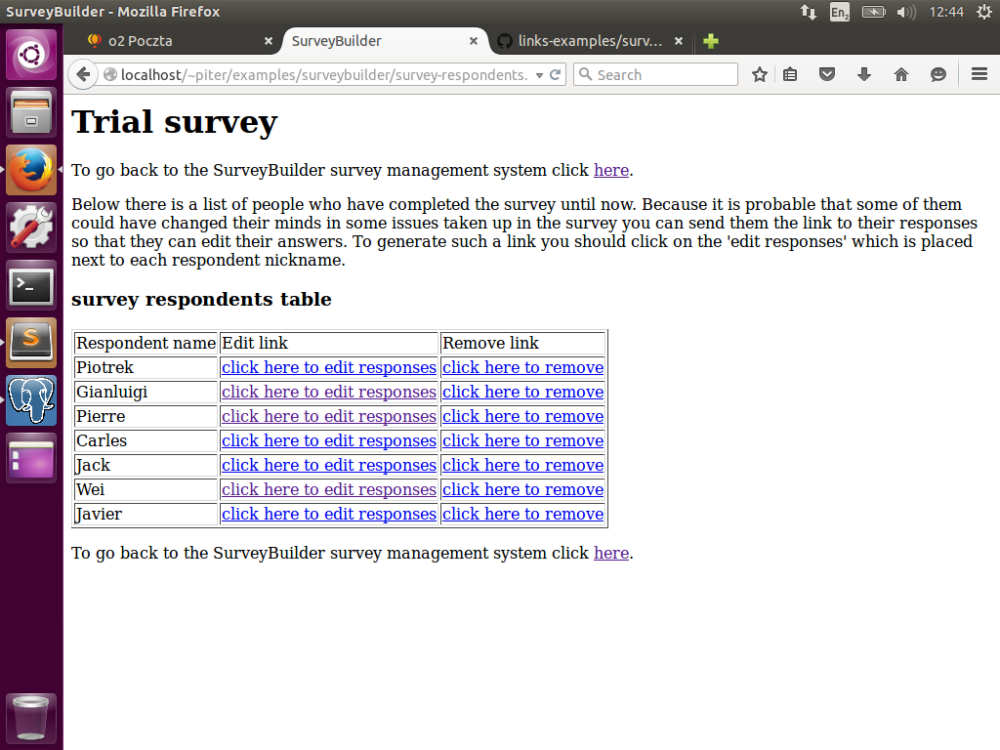 SurveyBuilder - Mozilla Firefox
En2
12:44
o2 Poczta
SurveyBuilder
links-examples/surv...
localhost/~piter/examples/surveybuilder/survey-respondents.
Search
Trial survey
To go back to the SurveyBuilder survey management system click here.
Below there is a list of people who have completed the survey until now. Because it is probable that some of them
could have changed their minds in some issues taken up in the survey you can send them the link to their responses
so that they can edit their answers. To generate such a link you should click on the 'edit responses' which is placed
next to each respondent nickname.
survey respondents table
Respondent name Edit link Remove link
Piotrek click here to edit responses click here to remove
Gianluigi click here to edit responses click here to remove
Pierre click here to edit responses click here to remove
Carles click here to edit responses click here to remove
Jack click here to edit responses click here to remove
Wei click here to edit responses click here to remove
Javier click here to edit responses click here to remove
To go back to the SurveyBuilder survey management system click here.